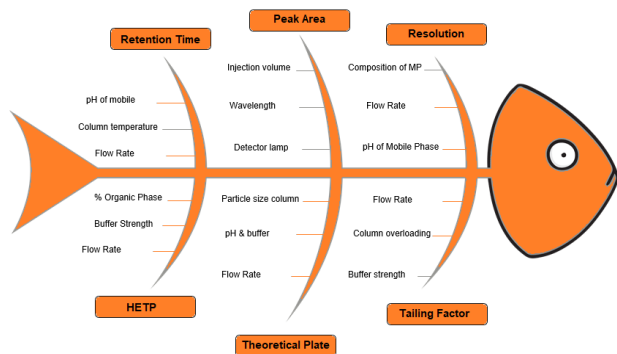 Peak Area
Retention Time
Resolution
Injection volume
Composition of MP
pH of mobile
Wavelength
Flow Rate
Column temperature
Flow Rate
Detector lamp
pH of Mobile Phase
% Organic Phase
Particle size column
Flow Rate
Buffer Strength
pH & buffer
Column overloading
Flow Rate
Flow Rate
Buffer strength
HETP
Tailing Factor
Theoretical Plate